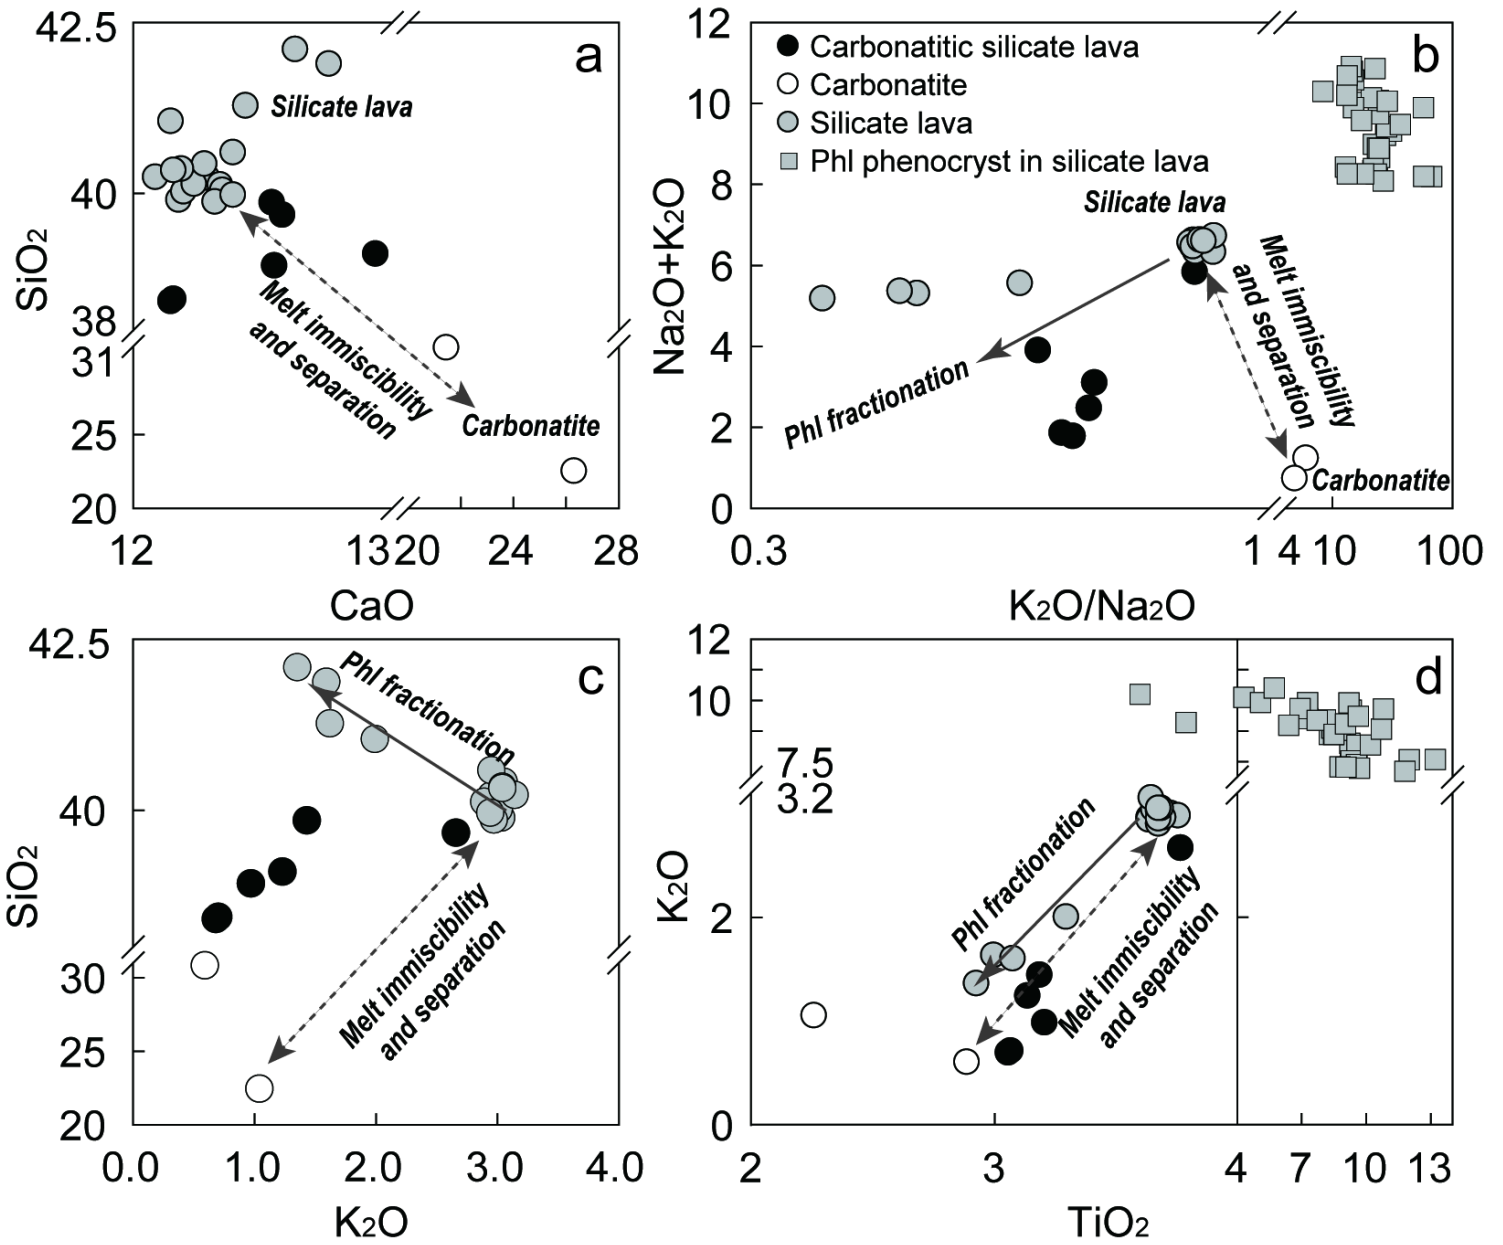 42.5
40
38
31
25
20
SiO2
a
Silicate lava
Melt immiscibility
and separation
Carbonatite
12
13 20
24
28
CaO
12
10
8
6
4
2
0
Na2O+K2O
b
Carbonatitic silicate lava
Carbonatite
Silicate lava
Phl phenocryst in silicate lava
Silicate lava
Phl fractionation
Melt immiscibility
and separation
Carbonatite
0.3
1
4
10
100
K2O/Na2O
42.5
40
30
25
20
SiO2
c
Phl fractionation
Melt immiscibility
and separation
0.0
1.0
2.0
3.0
4.0
K2O
12
10
7.5
3.2
2
0
K2O
d
Phl fractionation
Melt immiscibility
and separation
2
3
4
7
10
13
TiO2